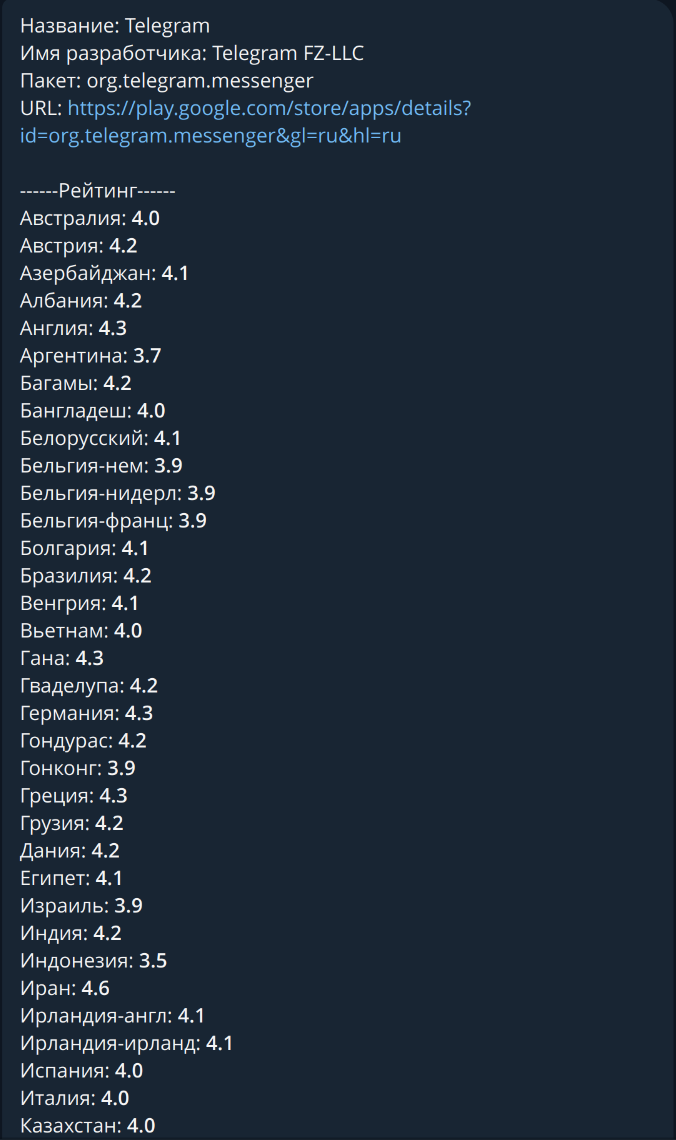 Название: Telegram
Имя разработчика: Telegram FZ-LLC
Пакет: org.telegram.messenger
URL: https://play.google.com/store/apps/details?
id=org.telegram.messenger&gl=ru&hl=ru
------Рейтинг------
Австралия: 4.0
Австрия: 4.2
Азербайджан: 4.1
Албания: 4.2
Англия: 4.3
Аргентина: 3.7
Багамы: 4.2
Бангладеш: 4.0
Белорусский: 4.1
Бельгия-нем: 3.9
Бельгия-нидерл: 3.9
Бельгия-франц: 3.9
Болгария: 4.1
Бразилия: 4.2
Венгрия: 4.1
Вьетнам: 4.0
Гана: 4.3
Гваделупа: 4.2
Германия: 4.3
Гондурас: 4.2
Гонконг: 3.9
Греция: 4.3
Грузия: 4.2
Дания: 4.2
Египет: 4.1
Израиль: 3.9
Индия: 4.2
Индонезия: 3.5
Иран: 4.6
Ирландия-англ: 4.1
Ирландия-ирланд: 4.1
Испания: 4.0
Италия: 4.0
Казахстан: 4.0